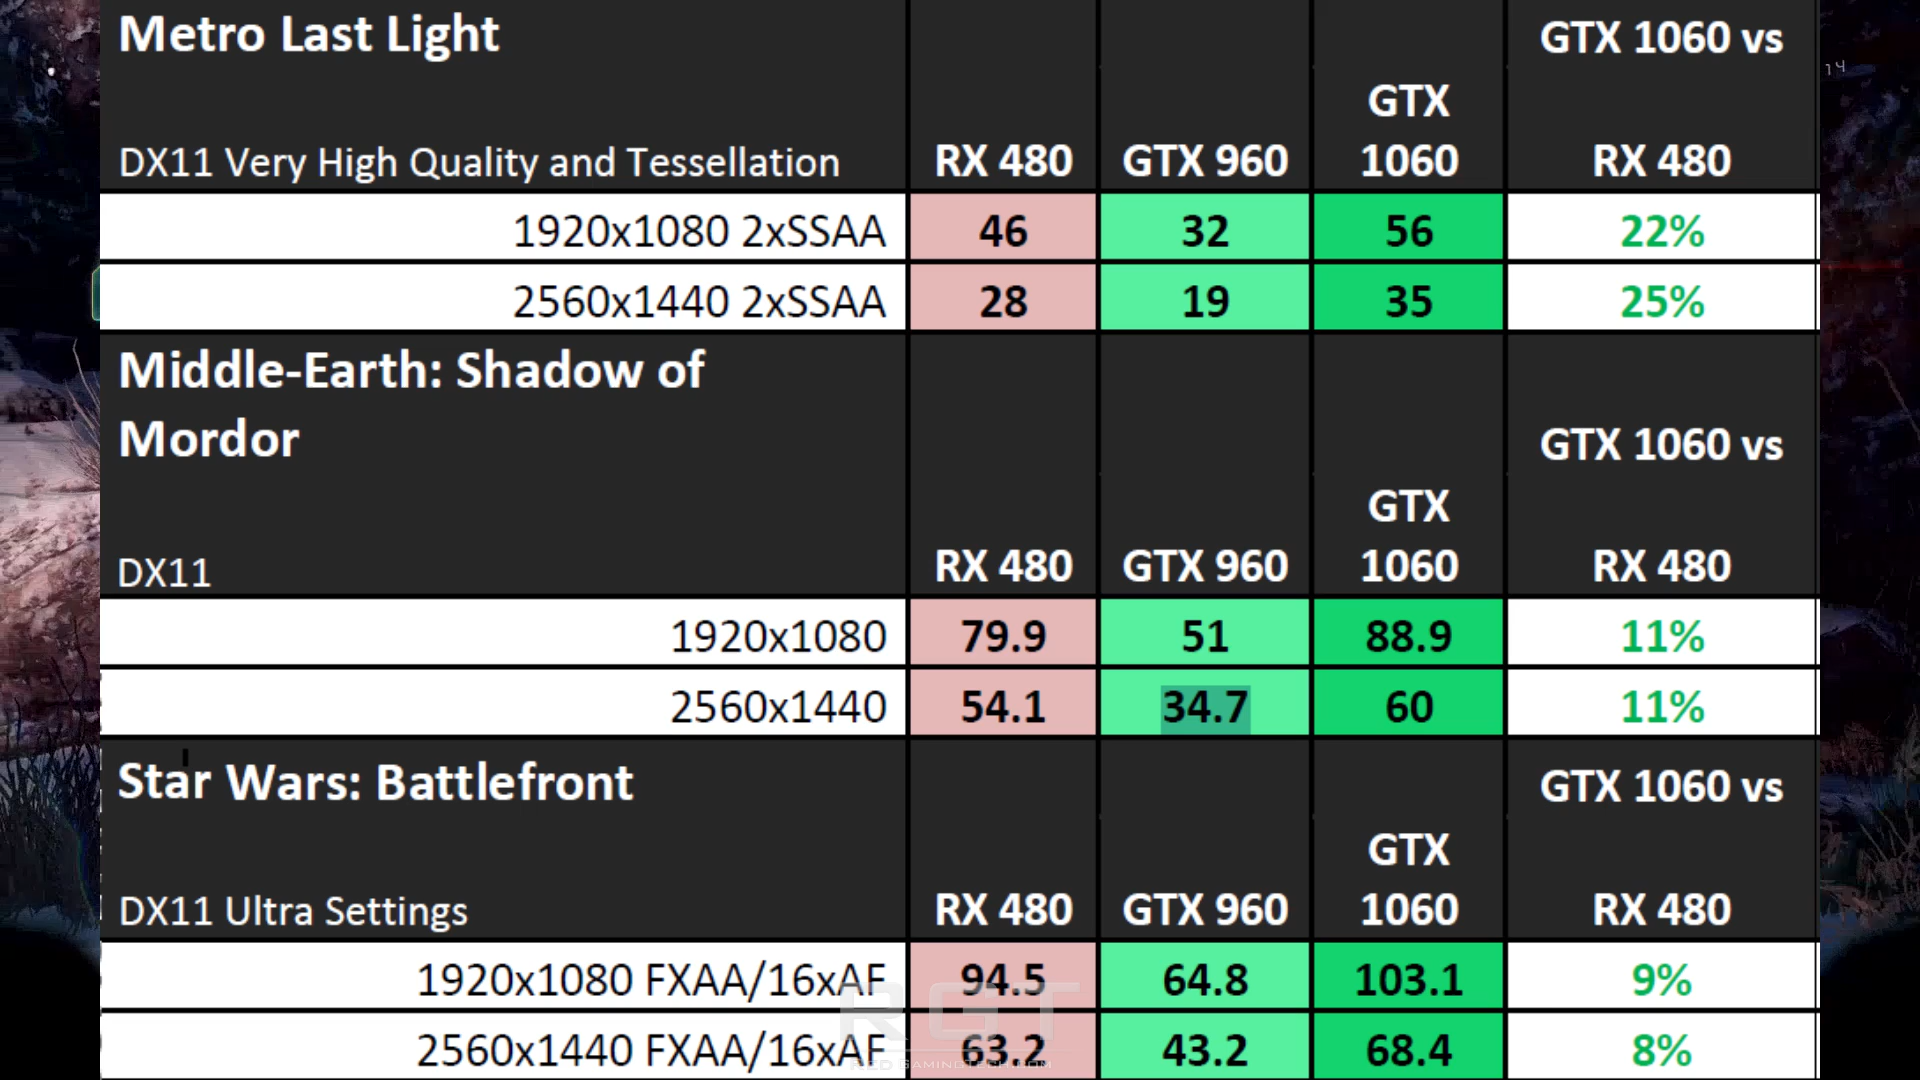 Metro Last Light
DX11 Very High Quality and Tessellation
RX 480
GTX 960
GTX
1060
GTX 1060 vs
RX 480
1920x1080 2xSSAA 46 32 56 22%
2560x1440 2xSSAA 28 19 35 25%
Middle-Earth: Shadow of
Mordor
DX11
RX 480
GTX 960
GTX
1060
GTX 1060 vs
RX 480
1920x1080 79.9 51 88.9 11%
2560x1440 54.1 34.7 60 11%
Star Wars: Battlefront
DX11 Ultra Settings
RX 480
GTX 960
GTX
1060
GTX 1060 vs
RX 480
1920x1080 FXAA/16xAF 94.5 64.8 103.1 9%
2560x1440 FXAA/16xAF 63.2 43.2 68.4 8%
RGT
REDGAMINGTECH.COM